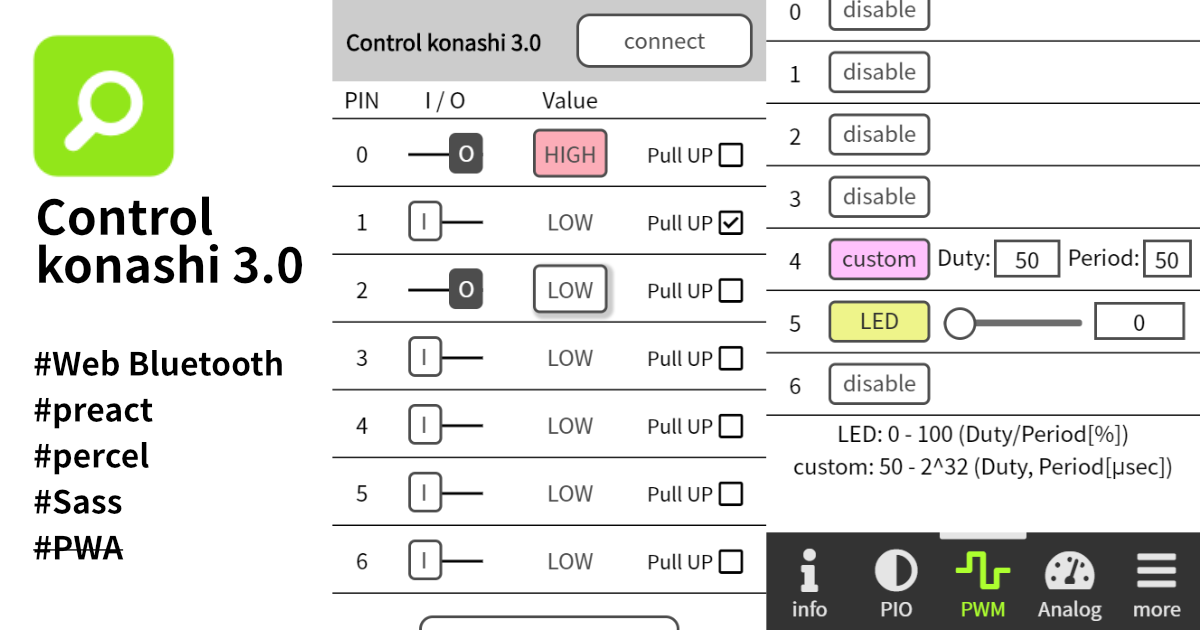 Control
konashi 3.0
#Web Bluetooth
#preact
#percel
#Sass
#PWA
Control konashi 3.0 connect
PIN I / O Value
0 O HIGH Pull UP
1 I LOW Pull UP
2 O LOW Pull UP
3 I LOW Pull UP
4 I LOW Pull UP
5 I LOW Pull UP
6 I LOW Pull UP
0 disable
1 disable
2 disable
3 disable
4 custom Duty: 50 Period: 50
5 LED 0
6 disable
LED: 0 - 100 (Duty/Period[%])
custom: 50 - 2^32 (Duty, Period[μsec])
info PIO PWM Analog more